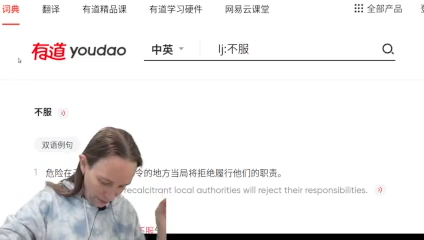 词典 翻译 有道精品课 有道学习硬件 网易云课堂 全部产品
有道 youdao 中英 lj:不服
不服
双语例句
1 危险在 令的地方当局将拒绝履行他们的职责。
recalcitrant local authorities will reject their responsibilities.
不服